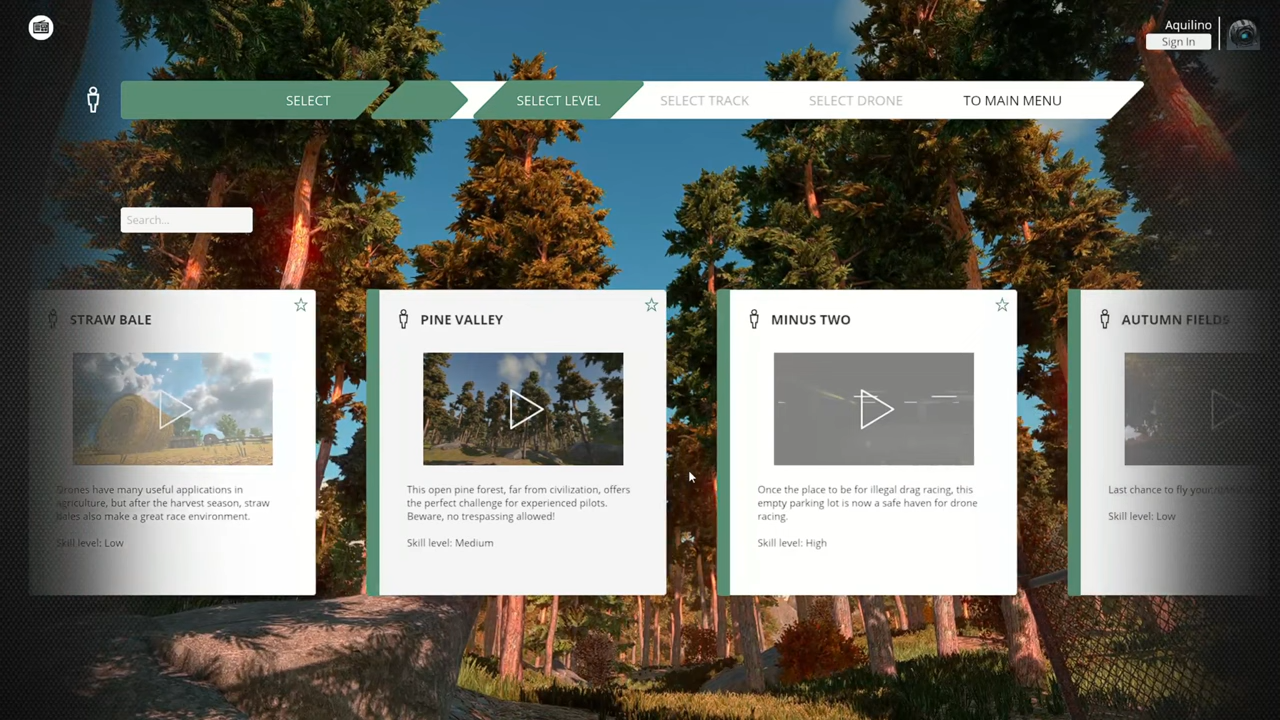 Aquilino
Sign In
SELECT
SELECT LEVEL
SELECT TRACK
SELECT DRONE
TO MAIN MENU
Search...
STRAW BALE
Drones have many useful applications in
agriculture, but after the harvest season, straw
bales also make a great race environment.
Skill level: Low
PINE VALLEY
This open pine forest, far from civilization, offers
the perfect challenge for experienced pilots.
Beware, no trespassing allowed!
Skill level: Medium
MINUS TWO
Once the place to be for illegal drag racing, this
empty parking lot is now a safe haven for drone
racing.
Skill level: High
AUTUMN FIELDS
Last chance to fly your
Skill level: Low